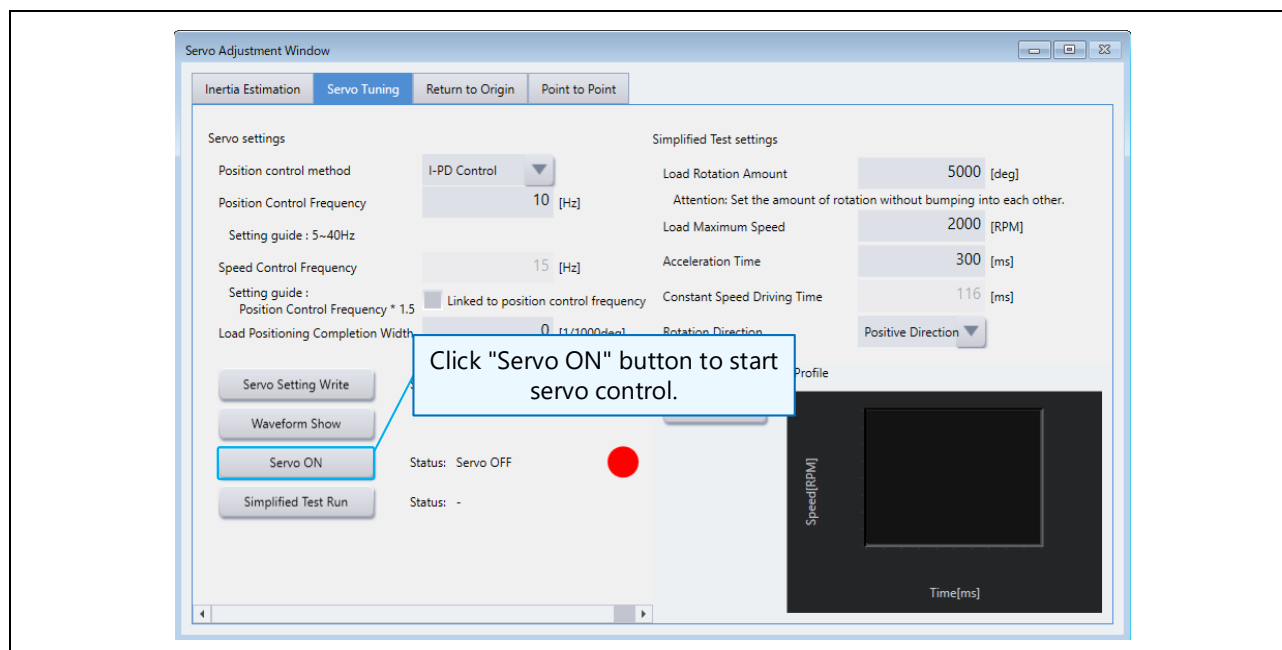 Servo Adjustment Window
Inertia Estimation
Servo Tuning
Return to Origin
Point to Point
Servo settings
Position control method
I-PD Control
Position Control Frequency
10 [Hz]
Setting guide : 5~40Hz
Speed Control Frequency
15 [Hz]
Setting guide :
Position Control Frequency * 1.5
Linked to position control frequency
Load Positioning Completion Width
0 [1/1000deg]
Servo Setting Write
Waveform Show
Servo ON
Status: Servo OFF
Simplified Test Run
Status: -
Click "Servo ON" button to start
servo control.
Simplified Test settings
Load Rotation Amount
5000 [deg]
Attention: Set the amount of rotation without bumping into each other.
Load Maximum Speed
2000 [RPM]
Acceleration Time
300 [ms]
Constant Speed Driving Time
116 [ms]
Rotation Direction
Positive Direction
Profile
Speed[RPM]
Time[ms]